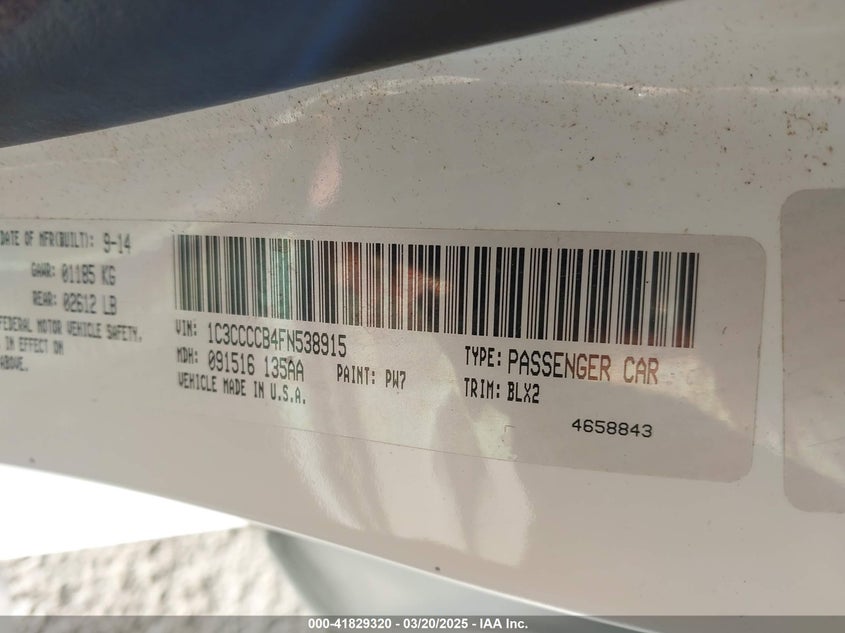 DATE OF MFR(BUILT): 9-14
GAWR: 01185 KG
REAR: 02612 LB
FEDERAL MOTOR VEHICLE SAFETY,
IN EFFECT ON
ABOVE.
VIN: 1C3CCCCB4FN538915
MDH: 091516 135AA
PAINT: PW7
VEHICLE MADE IN U.S.A.
TYPE: PASSENGER CAR
TRIM: BLX2
4658843
000-41829320 - 03/20/2025 - IAA Inc.